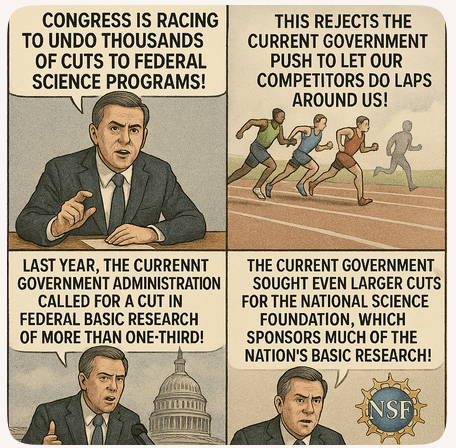 CONGRESS IS RACING
TO UNDO THOUSANDS
OF CUTS TO FEDERAL
SCIENCE PROGRAMS!
THIS REJECTS THE
CURRENT GOVERNMENT
PUSH TO LET OUR
COMPETITORS DO LAPS
AROUND US!
LAST YEAR, THE CURRENNT
GOVERNMENT ADMINISTRATION
CALLED FOR A CUT IN
FEDERAL BASIC RESEARCH
OF MORE THAN ONE-THIRD!
THE CURRENT GOVERNMENT
SOUGHT EVEN LARGER CUTS
FOR THE NATIONAL SCIENCE
FOUNDATION, WHICH
SPONSORS MUCH OF THE
NATION'S BASIC RESEARCH!
NSF